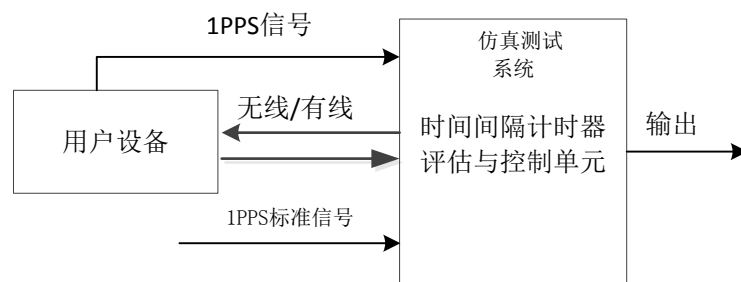 1PPS信号
仿真测试
系统
无线/有线
用户设备
时间间隔计时器
评估与控制单元
输出
1PPS标准信号